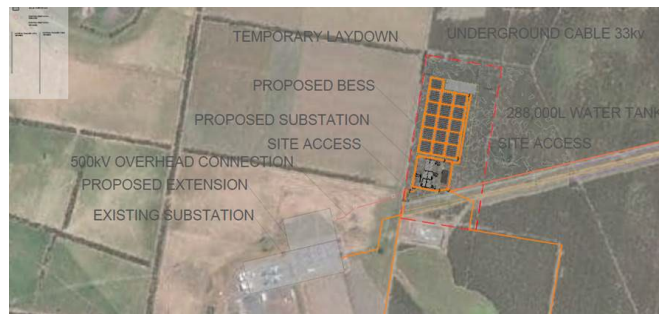 TEMPORARY LAYDOWN
UNDERGROUND CABLE 33kv
PROPOSED BESS
288,000L WATER TANK
PROPOSED SUBSTATION
SITE ACCESS
SITE ACCESS
500kV OVERHEAD CONNECTION
PROPOSED EXTENSION
EXISTING SUBSTATION